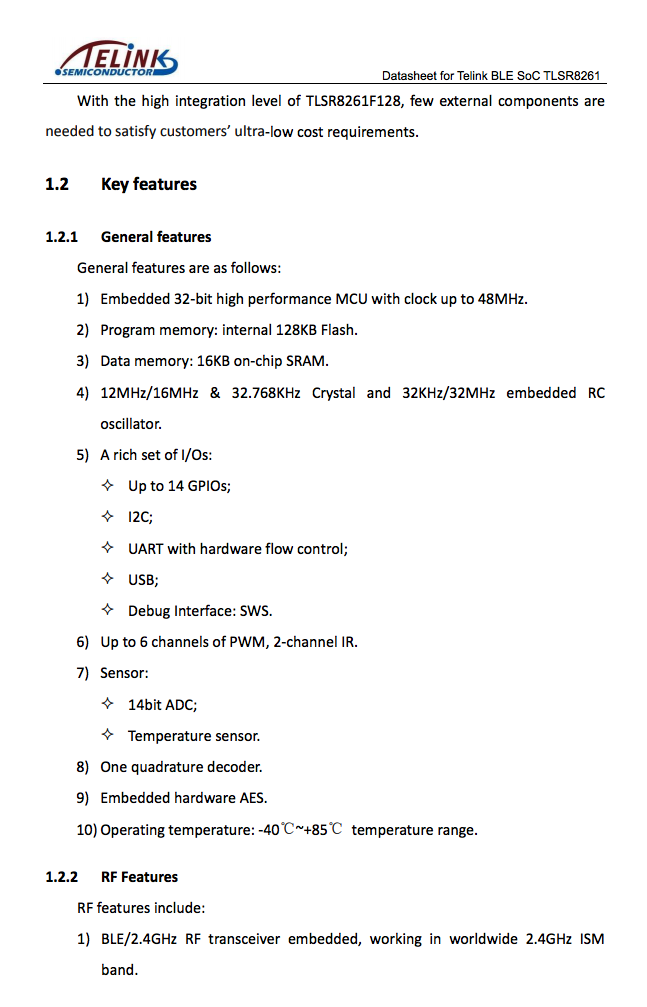 TELINK
SEMICONDUCTOR
Datasheet for Telink BLE SoC TLSR8261
With the high integration level of TLSR8261F128, few external components are
needed to satisfy customers’ ultra-low cost requirements.
1.2 Key features
1.2.1 General features
General features are as follows:
1) Embedded 32-bit high performance MCU with clock up to 48MHz.
2) Program memory: internal 128KB Flash.
3) Data memory: 16KB on-chip SRAM.
4) 12MHz/16MHz & 32.768KHz Crystal and 32KHz/32MHz embedded RC
oscillator.
5) A rich set of I/Os:
✧ Up to 14 GPIOs;
✧ I2C;
✧ UART with hardware flow control;
✧ USB;
✧ Debug Interface: SWS.
6) Up to 6 channels of PWM, 2-channel IR.
7) Sensor:
✧ 14bit ADC;
✧ Temperature sensor.
8) One quadrature decoder.
9) Embedded hardware AES.
10) Operating temperature: -40℃~+85℃ temperature range.
1.2.2 RF Features
RF features include:
1) BLE/2.4GHz RF transceiver embedded, working in worldwide 2.4GHz ISM
band.